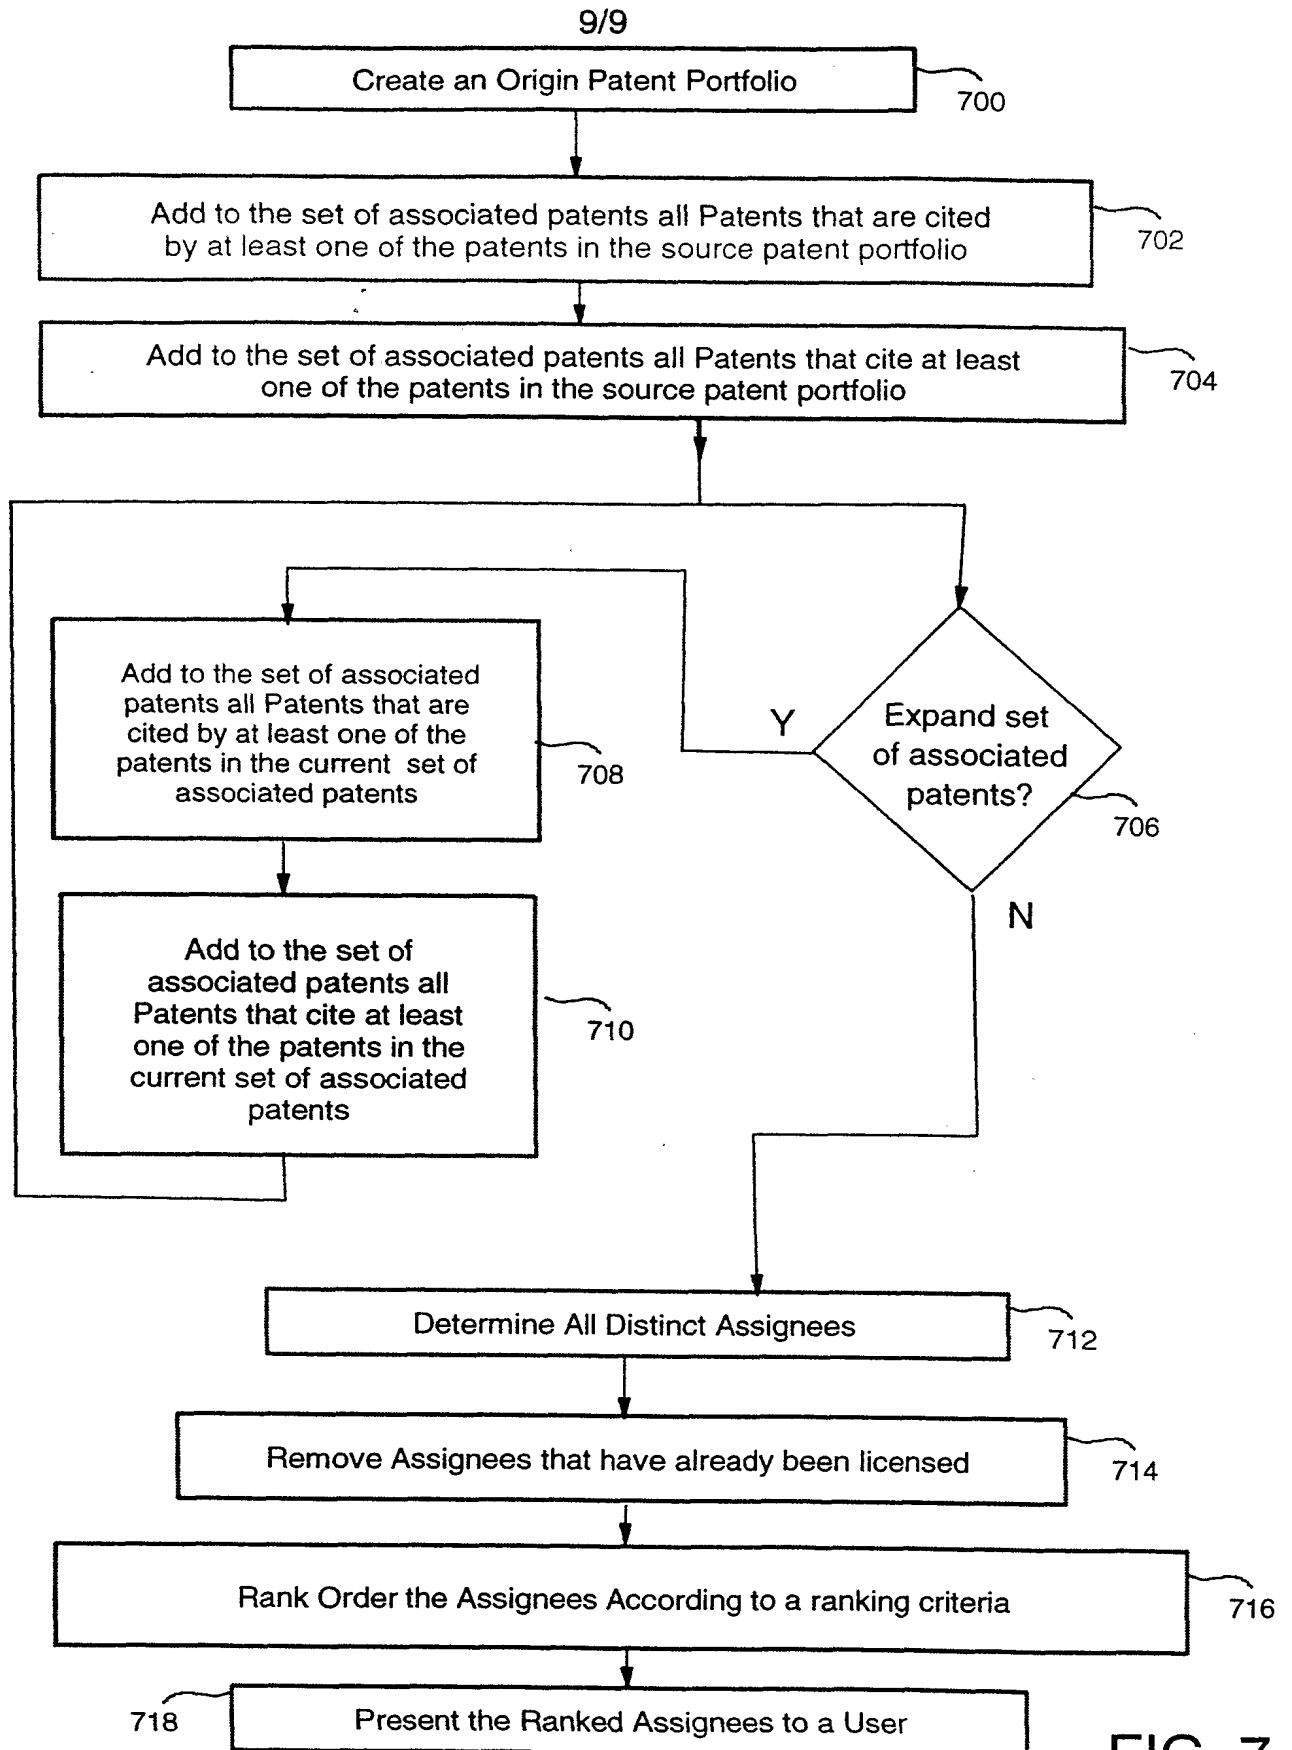 9/9
Create an Origin Patent Portfolio
700
Add to the set of associated patents all Patents that are cited
by at least one of the patents in the source patent portfolio
702
Add to the set of associated patents all Patents that cite at least
one of the patents in the source patent portfolio
704
Add to the set of associated
patents all Patents that are
cited by at least one of the
patents in the current set of
associated patents
708
Y
Expand set
of associated
patents?
706
N
Add to the set of
associated patents all
Patents that cite at least
one of the patents in the
current set of associated
patents
710
Determine All Distinct Assignees
712
Remove Assignees that have already been licensed
714
Rank Order the Assignees According to a ranking criteria
716
718
Present the Ranked Assignees to a User
FIG. 7